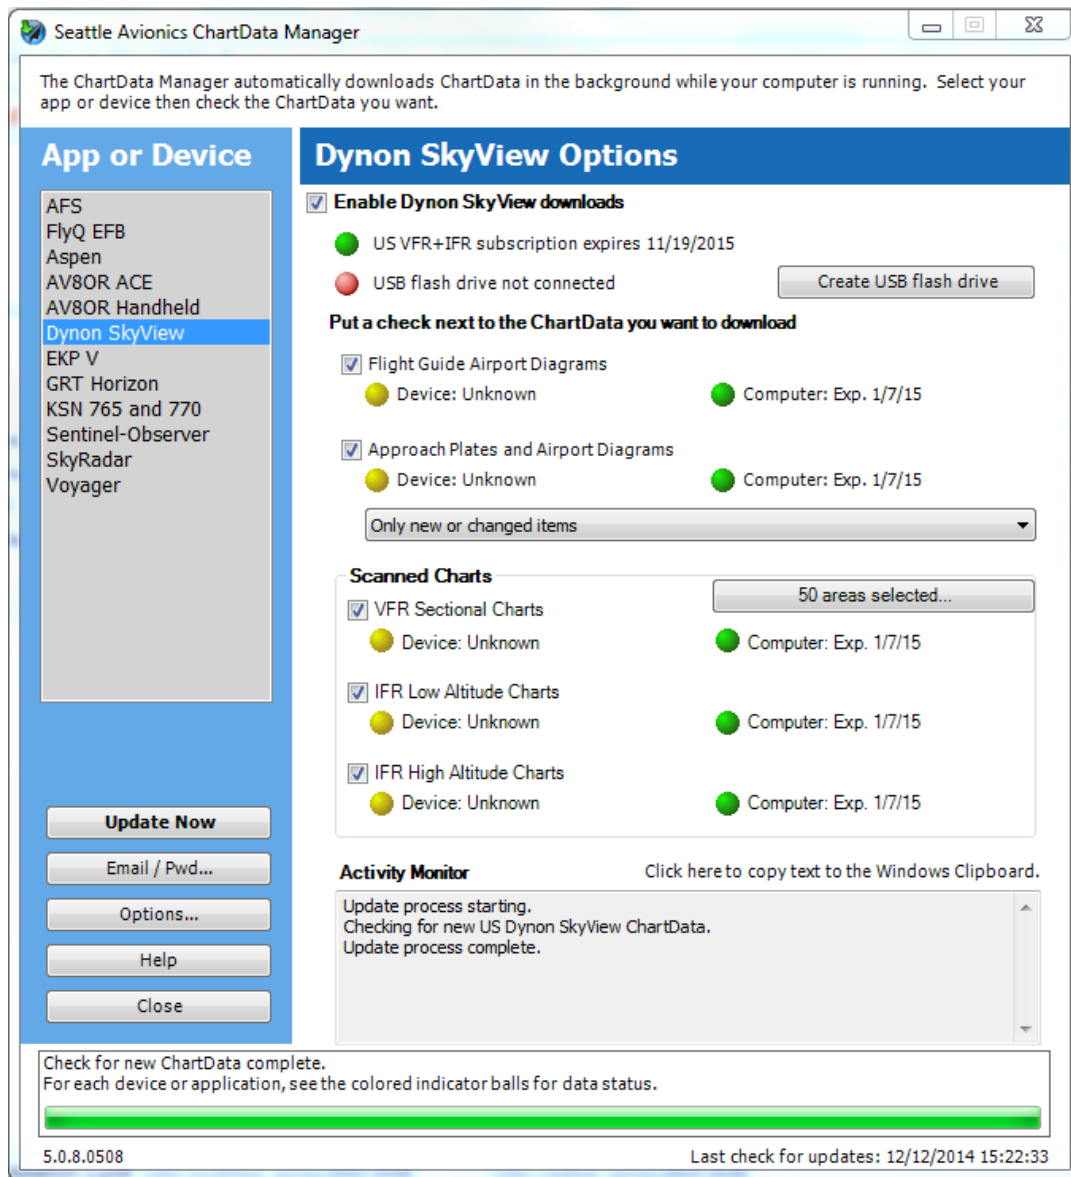 Seattle Avionics ChartData Manager
The ChartData Manager automatically downloads ChartData in the background while your computer is running.  Select your
app or device then check the ChartData you want.
App or Device
AFS
FlyQ EFB
Aspen
AV8OR ACE
AV8OR Handheld
Dynon SkyView
EKP V
GRT Horizon
KSN 765 and 770
Sentinel-Observer
SkyRadar
Voyager
Update Now
Email / Pwd...
Options...
Help
Close
Dynon SkyView Options
Enable Dynon SkyView downloads
US VFR+IFR subscription expires 11/19/2015
USB flash drive not connected
Create USB flash drive
Put a check next to the ChartData you want to download
Flight Guide Airport Diagrams
Device: Unknown
Computer: Exp. 1/7/15
Approach Plates and Airport Diagrams
Device: Unknown
Computer: Exp. 1/7/15
Only new or changed items
Scanned Charts
50 areas selected...
VFR Sectional Charts
Device: Unknown
Computer: Exp. 1/7/15
IFR Low Altitude Charts
Device: Unknown
Computer: Exp. 1/7/15
IFR High Altitude Charts
Device: Unknown
Computer: Exp. 1/7/15
Activity Monitor
Click here to copy text to the Windows Clipboard.
Update process starting.
Checking for new US Dynon SkyView ChartData.
Update process complete.
Check for new ChartData complete.
For each device or application, see the colored indicator balls for data status.
5.0.8.0508
Last check for updates: 12/12/2014 15:22:33